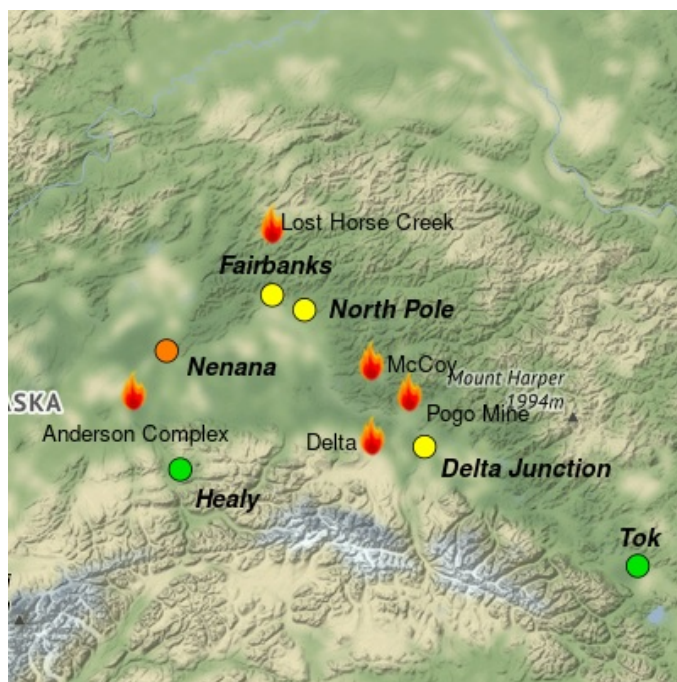 Lost Horse Creek
Fairbanks
North Pole
Nenana
McCoy
Mount Harper
1994m
ASKA
Pogo Mine
Anderson Complex
Delta
Delta Junction
Healy
Tok